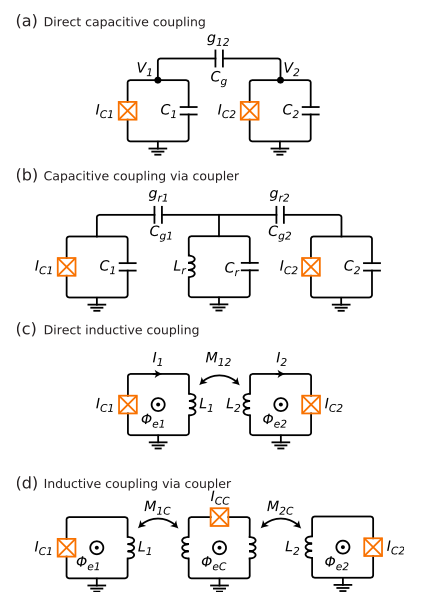 (a) Direct capacitive coupling
g12
V1 V2
Cg
IC1 C1 IC2 C2
(b) Capacitive coupling via coupler
gr1 gr2
Cg1 Cg2
IC1 C1 Lr Cr IC2 C2
(c) Direct inductive coupling
I1 M12 I2
IC1 L1 L2 IC2
Φe1 Φe2
(d) Inductive coupling via coupler
ICC
M1C M2C
IC1 L1 L2 IC2
Φe1 ΦeC Φe2